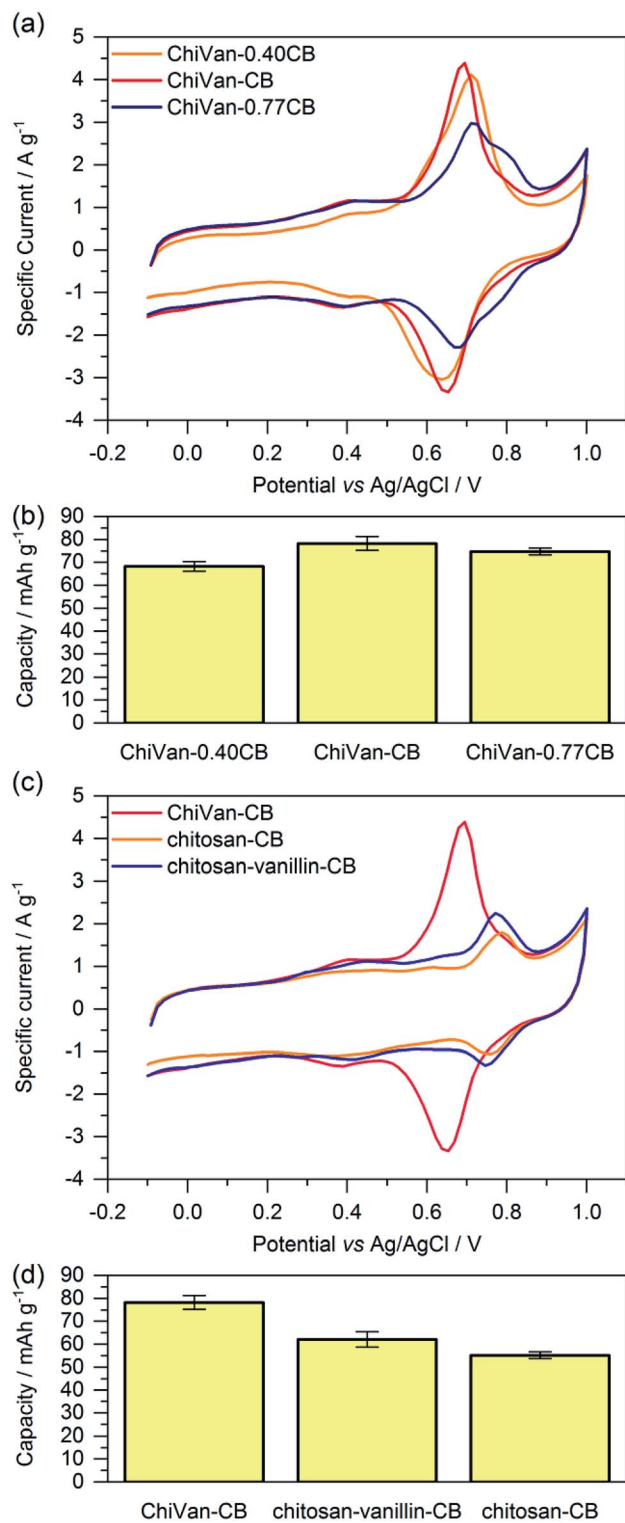 (a)
ChiVan-0.40CB
ChiVan-CB
ChiVan-0.77CB
5
4
3
2
1
0
-1
-2
-3
-4
Specific Current / A g⁻¹
-0.2 0.0 0.2 0.4 0.6 0.8 1.0
Potential vs Ag/AgCl / V
(b)
90
80
70
60
50
40
30
20
10
0
Capacity / mAh g⁻¹
ChiVan-0.40CB ChiVan-CB ChiVan-0.77CB
(c)
ChiVan-CB
chitosan-CB
chitosan-vanillin-CB
5
4
3
2
1
0
-1
-2
-3
-4
Specific current / A g⁻¹
-0.2 0.0 0.2 0.4 0.6 0.8 1.0
Potential vs Ag/AgCl / V
(d)
90
80
70
60
50
40
30
20
10
0
Capacity / mAh g⁻¹
ChiVan-CB chitosan-vanillin-CB chitosan-CB